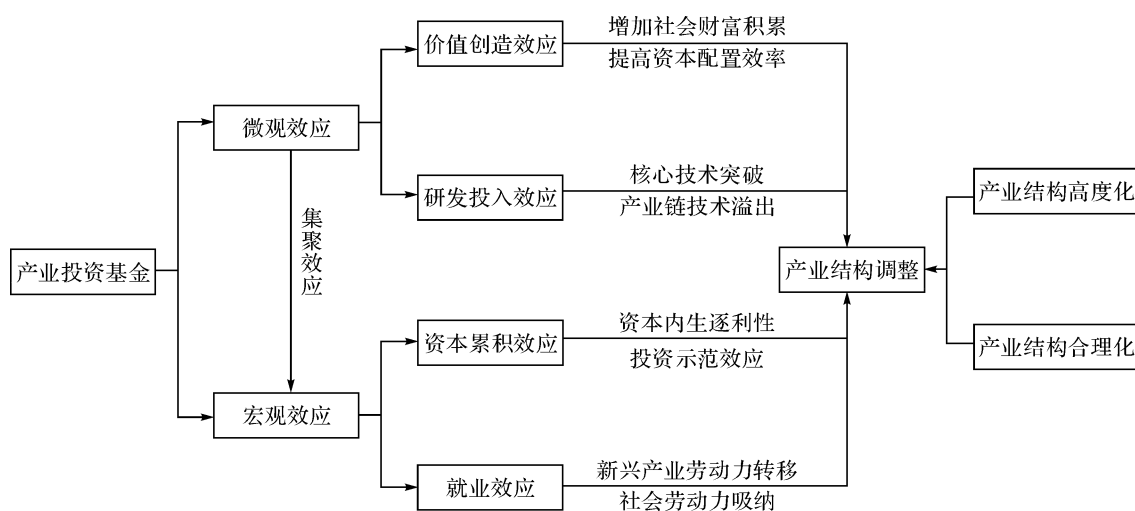 价值创造效应
增加社会财富积累
提高资本配置效率
微观效应
研发投入效应
核心技术突破
产业链技术溢出
产业结构高度化
集聚效应
产业投资基金
产业结构调整
资本累积效应
资本内生逐利性
投资示范效应
产业结构合理化
宏观效应
就业效应
新兴产业劳动力转移
社会劳动力吸纳